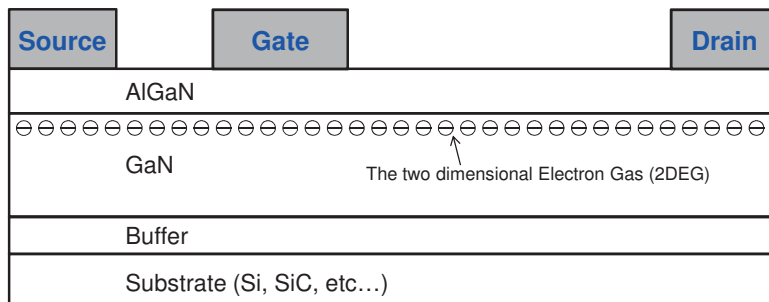 Source Gate Drain
AlGaN
GaN
The two dimensional Electron Gas (2DEG)
Buffer
Substrate (Si, SiC, etc…)